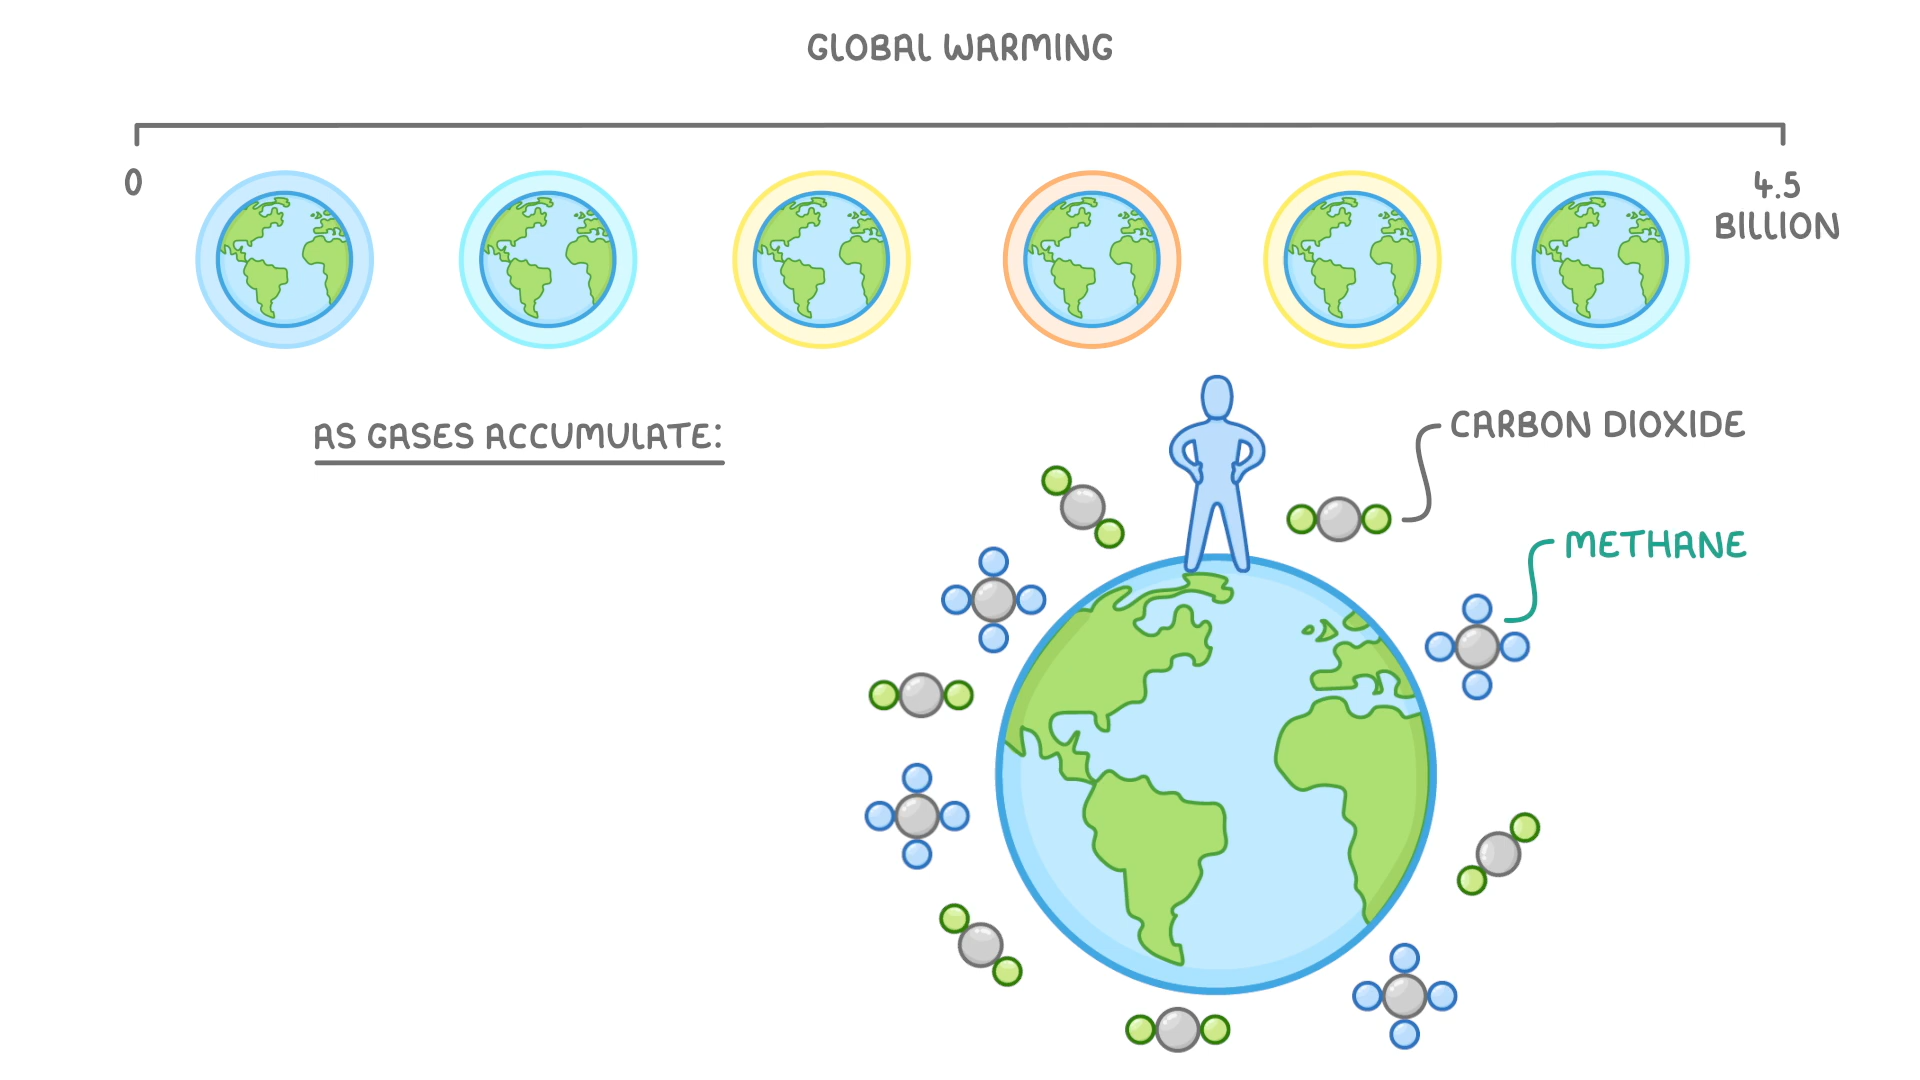 GLOBAL WARMING
0
4.5
BILLION
AS GASES ACCUMULATE:
CARBON DIOXIDE
METHANE